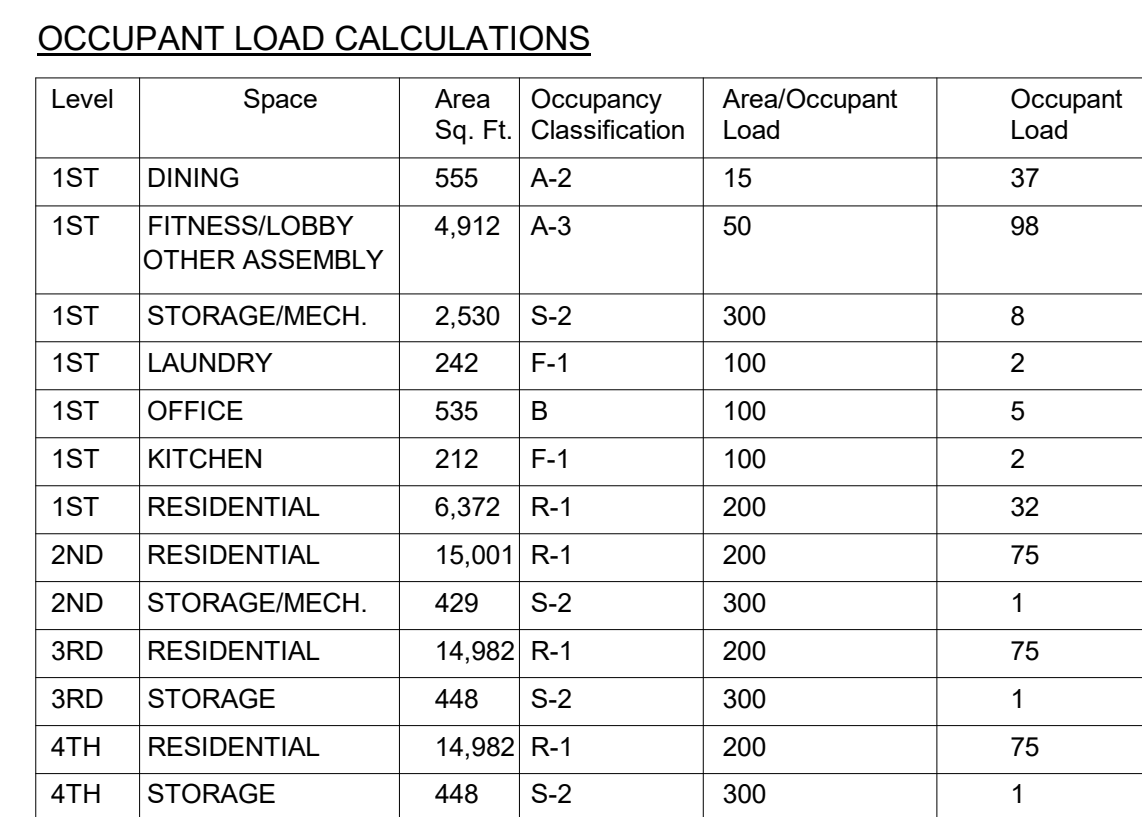 OCCUPANT LOAD CALCULATIONS
Level Space Area Sq. Ft. Occupancy Classification Area/Occupant Load Occupant Load
1ST DINING 555 A-2 15 37
1ST FITNESS/LOBBY OTHER ASSEMBLY 4,912 A-3 50 98
1ST STORAGE/MECH. 2,530 S-2 300 8
1ST LAUNDRY 242 F-1 100 2
1ST OFFICE 535 B 100 5
1ST KITCHEN 212 F-1 100 2
1ST RESIDENTIAL 6,372 R-1 200 32
2ND RESIDENTIAL 15,001 R-1 200 75
2ND STORAGE/MECH. 429 S-2 300 1
3RD RESIDENTIAL 14,982 R-1 200 75
3RD STORAGE 448 S-2 300 1
4TH RESIDENTIAL 14,982 R-1 200 75
4TH STORAGE 448 S-2 300 1